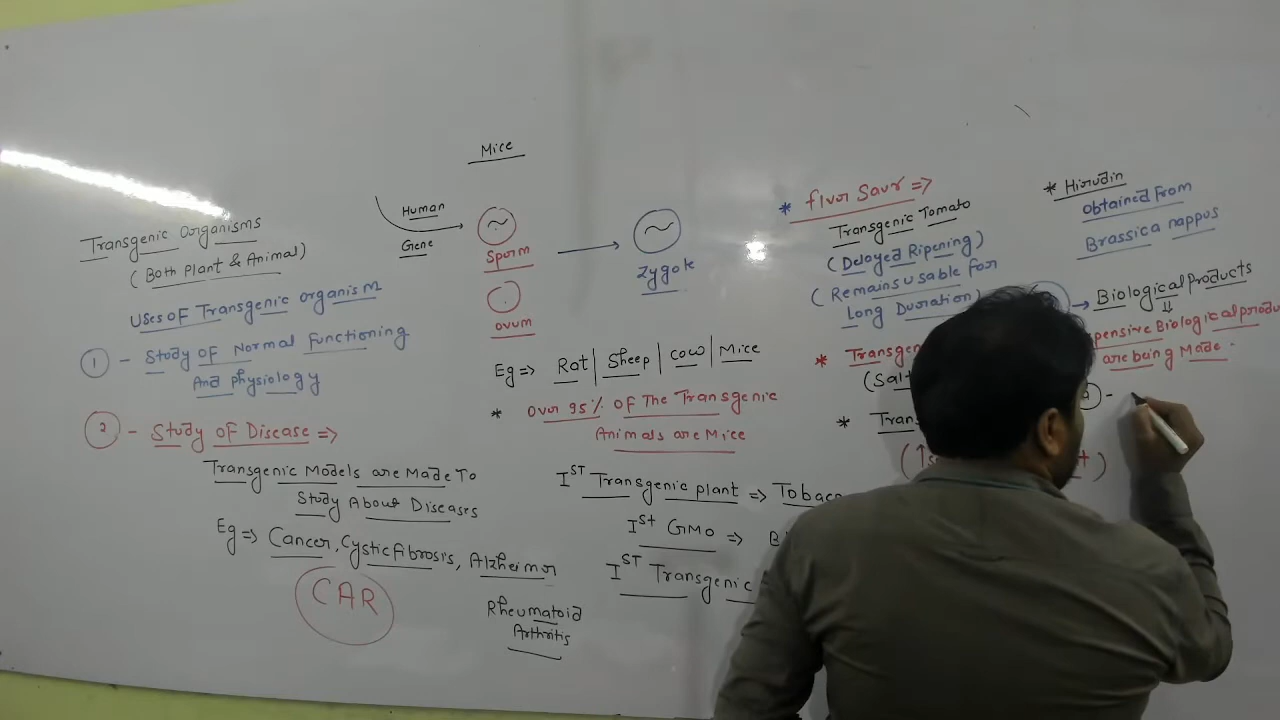 Transgenic Organisms
(Both Plant & Animal)
Uses of Transgenic organism
1 - Study of Normal Functioning
And physiology
2 - Study of Disease =>
Transgenic Models are Made To
Study About Diseases
Eg => Cancer, Cystic fibrosis, Alzheimer
CAR
Rheumatoid
Arthritis
Mice
Human
Gene
Sperm
ovum
Zygote
Eg => Rat | Sheep | cow | Mice
* Over 95% of The Transgenic
Animals are Mice
Ist Transgenic plant => Tobacc
Ist GMO =>
Ist Transgenic
* flvr Savr =>
Transgenic Tomato
(Delayed Ripening)
(Remains usable for
Long Duration)
* Transgen
(Salt
* Tran
* Hirudin
obtained from
Brassica nappus
→ Biological Products
⇓
pensive Biological produ
are being Made.